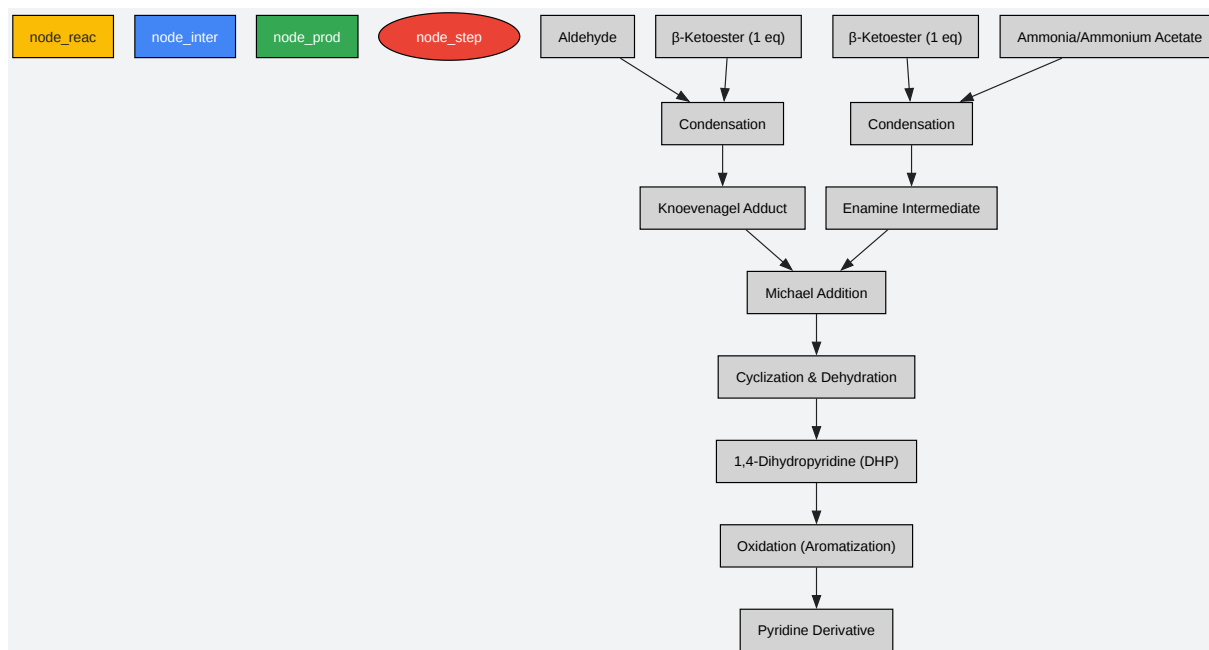 node_reac
node_inter
node_prod
node_step
Aldehyde
β-Ketoester (1 eq)
β-Ketoester (1 eq)
Ammonia/Ammonium Acetate
Condensation
Condensation
Knoevenagel Adduct
Enamine Intermediate
Michael Addition
Cyclization & Dehydration
1,4-Dihydropyridine (DHP)
Oxidation (Aromatization)
Pyridine Derivative